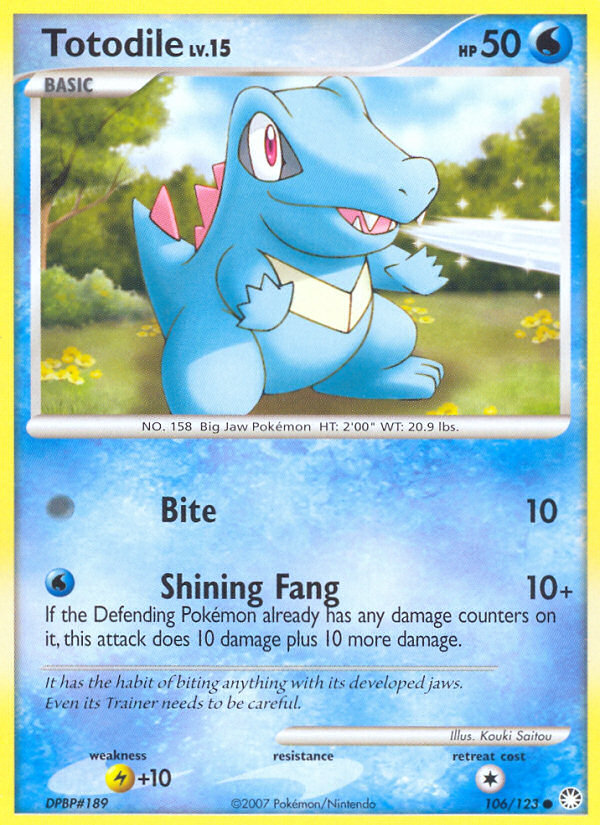 Totodile LV.15
HP 50
BASIC
NO. 158 Big Jaw Pokémon HT: 2'00" WT: 20.9 lbs.
Bite 10
Shining Fang 10+
If the Defending Pokémon already has any damage counters on
it, this attack does 10 damage plus 10 more damage.
It has the habit of biting anything with its developed jaws.
Even its Trainer needs to be careful.
Illus. Kouki Saitou
weakness resistance retreat cost
+10
DPBP#189 ©2007 Pokémon/Nintendo 106/123